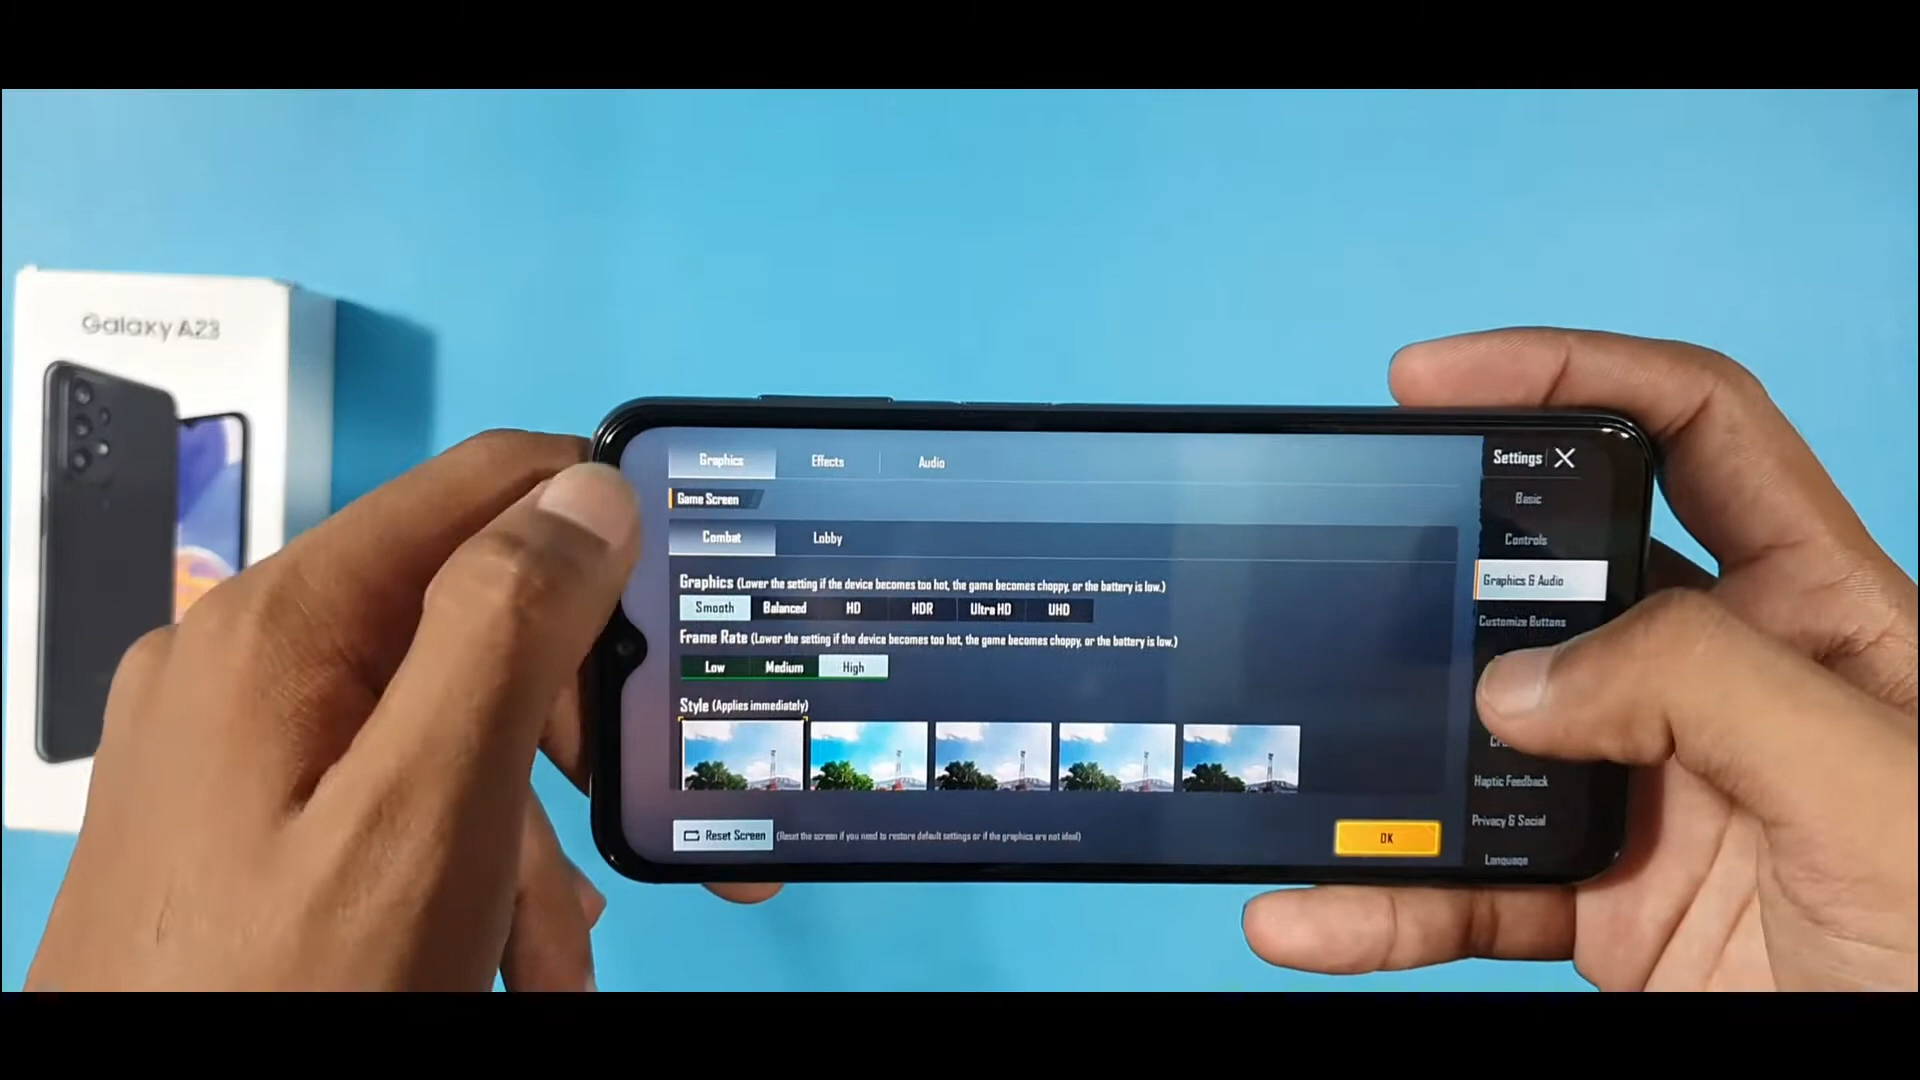 Galaxy A23
Graphics Effects Audio
Settings X
Game Screen
Basic
Combat Lobby
Controls
Graphics & Audio
Graphics (Lower the setting if the device becomes too hot, the game becomes choppy, or the battery is low.)
Smooth Balanced HD HDR Ultra HD UHD
Customize Buttons
Frame Rate (Lower the setting if the device becomes too hot, the game becomes choppy, or the battery is low.)
Low Medium High
Style (Applies immediately)
Haptic Feedback
Privacy & Social
Reset Screen (Reset the screen if you need to restore default settings or if the graphics are not ideal)
OK
Language